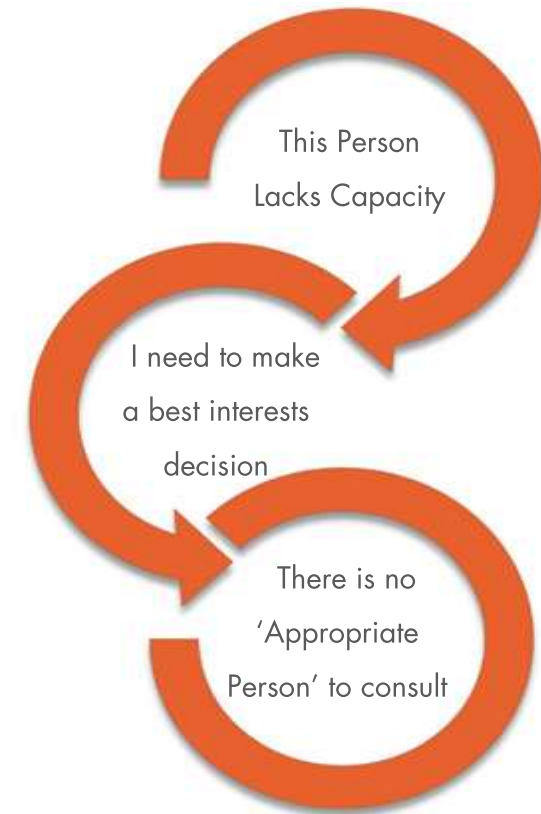 This Person
Lacks Capacity
I need to make
a best interests
decision
There is no
‘Appropriate
Person’ to consult